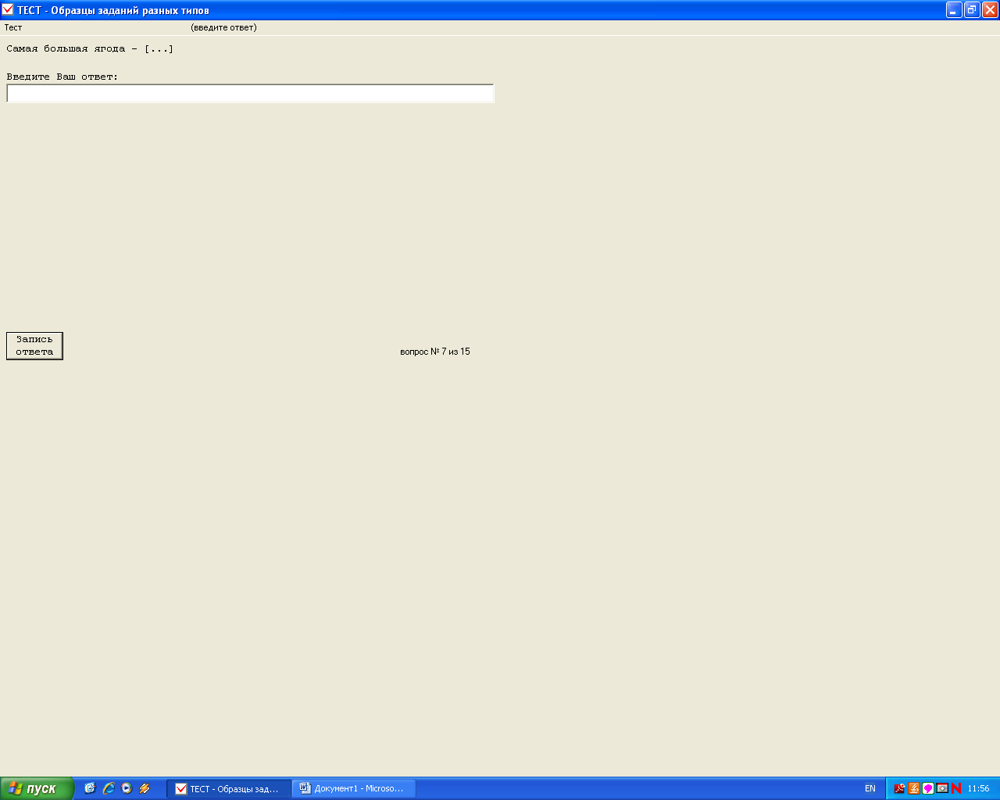 ТЕСТ - Образцы заданий разных типов
Тест (введите ответ)
Самая большая ягода - [...]
Введите Ваш ответ:
Запись
ответа
вопрос № 7 из 15
пуск ТЕСТ - Образцы зад... Документ1 - Microso... EN 11:56